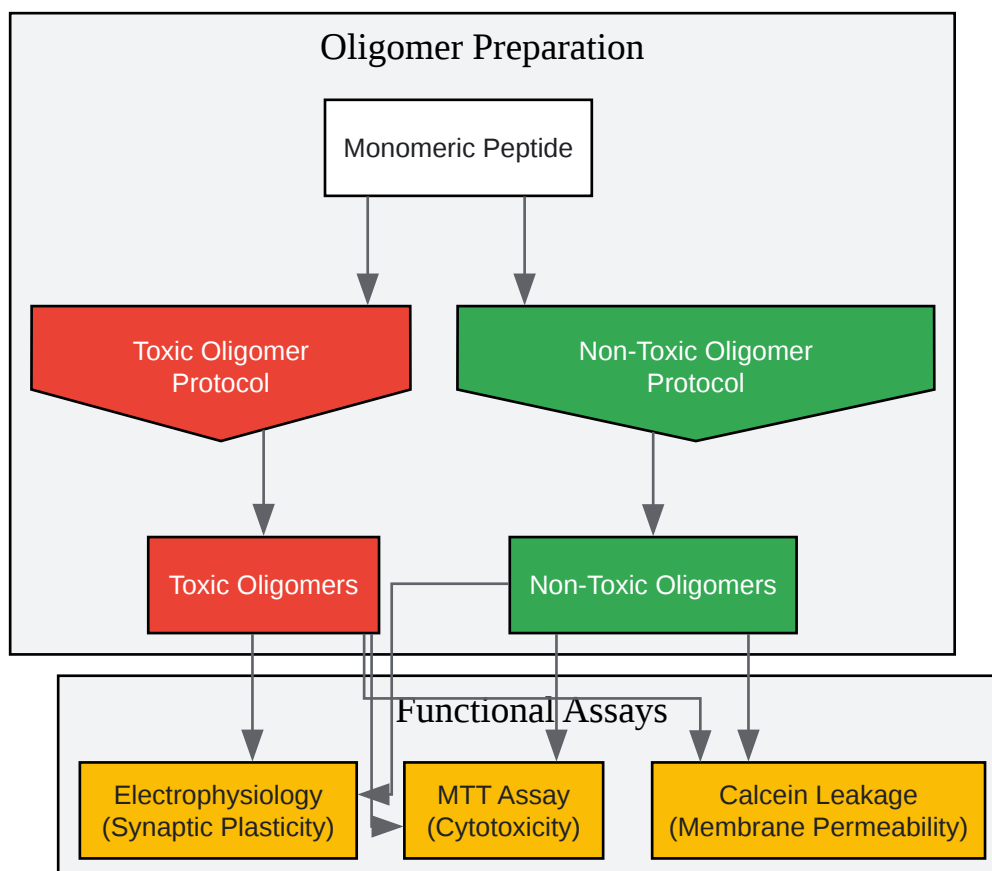 Oligomer Preparation
Monomeric Peptide
Toxic Oligomer
Protocol
Non-Toxic Oligomer
Protocol
Toxic Oligomers
Non-Toxic Oligomers
Functional Assays
Electrophysiology
(Synaptic Plasticity)
MTT Assay
(Cytotoxicity)
Calcein Leakage
(Membrane Permeability)